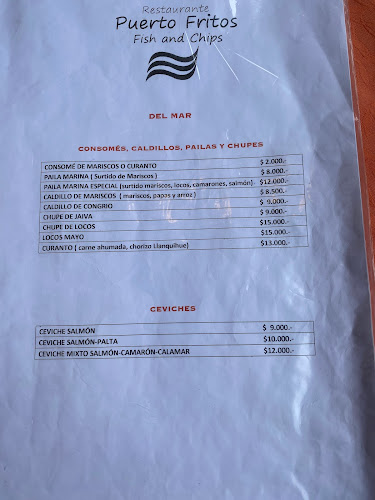 Restaurante
Puerto Fritos
Fish and Chips
DEL MAR
CONSOMÉS, CALDILLOS, PAILAS Y CHUPES
CONSOMÉ DE MARISCOS O CURANTO $ 2.000.-
PAILA MARINA ( Surtido de Mariscos ) $ 8.000.-
PAILA MARINA ESPECIAL (surtido mariscos, locos, camarones, salmón) $12.000.-
CALDILLO DE MARISCOS ( mariscos, papas y arroz ) $ 8.500.-
CALDILLO DE CONGRIO $ 9.000.-
CHUPE DE JAIVA $ 9.000.-
CHUPE DE LOCOS $15.000.-
LOCOS MAYO $15.000.-
CURANTO ( carne ahumada, chorizo Llanquihue) $13.000.-
CEVICHES
CEVICHE SALMÓN $ 9.000.-
CEVICHE SALMÓN-PALTA $10.000.-
CEVICHE MIXTO SALMÓN-CAMARÓN-CALAMAR $12.000.-